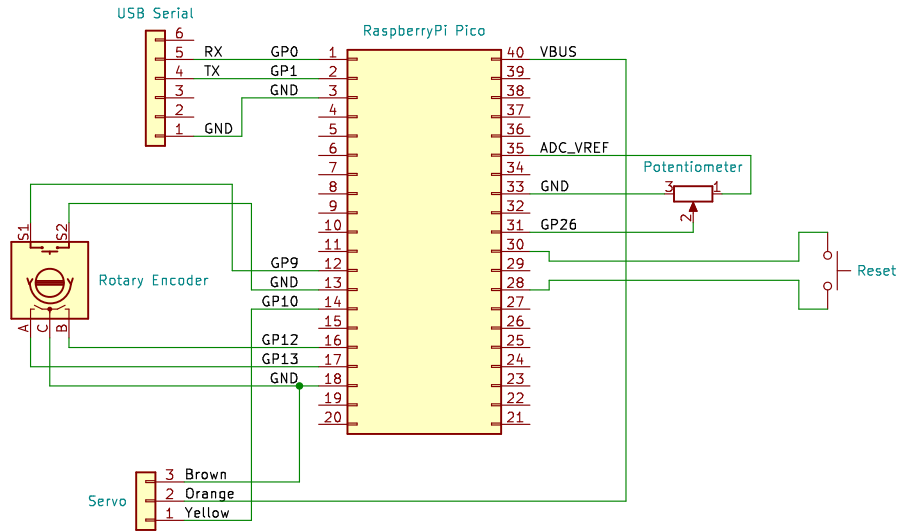 USB Serial
6
5 RX GP0 1
4 TX GP1 2
3 GND 3
2 4
1 GND 5
6
7
8
9
10
11
GP9 12
GND 13
GP10 14
15
GP12 16
GP13 17
GND 18
19
20
RaspberryPi Pico
40 VBUS
39
38
37
36
35 ADC_VREF
34
33 GND
32
31 GP26
30
29
28
27
26
25
24
23
22
21
Potentiometer
3 1
2
Reset
S1 S2
Rotary Encoder
A C B
Servo
3 Brown
2 Orange
1 Yellow